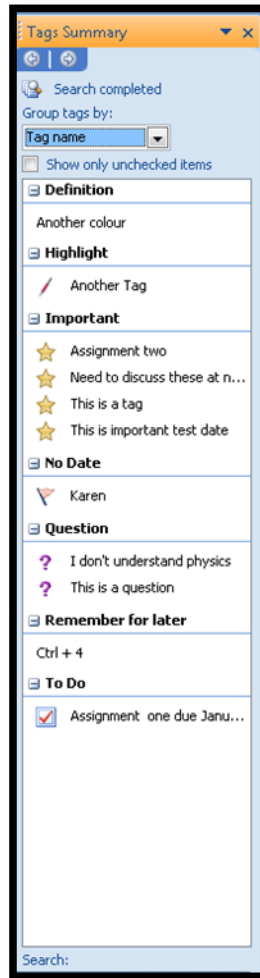 Tags Summary
Search completed
Group tags by:
Tag name
Show only unchecked items
Definition
Another colour
Highlight
Another Tag
Important
Assignment two
Need to discuss these at n...
This is a tag
This is important test date
No Date
Karen
Question
? I don't understand physics
? This is a question
Remember for later
Ctrl + 4
To Do
Assignment one due Janu...
Search: